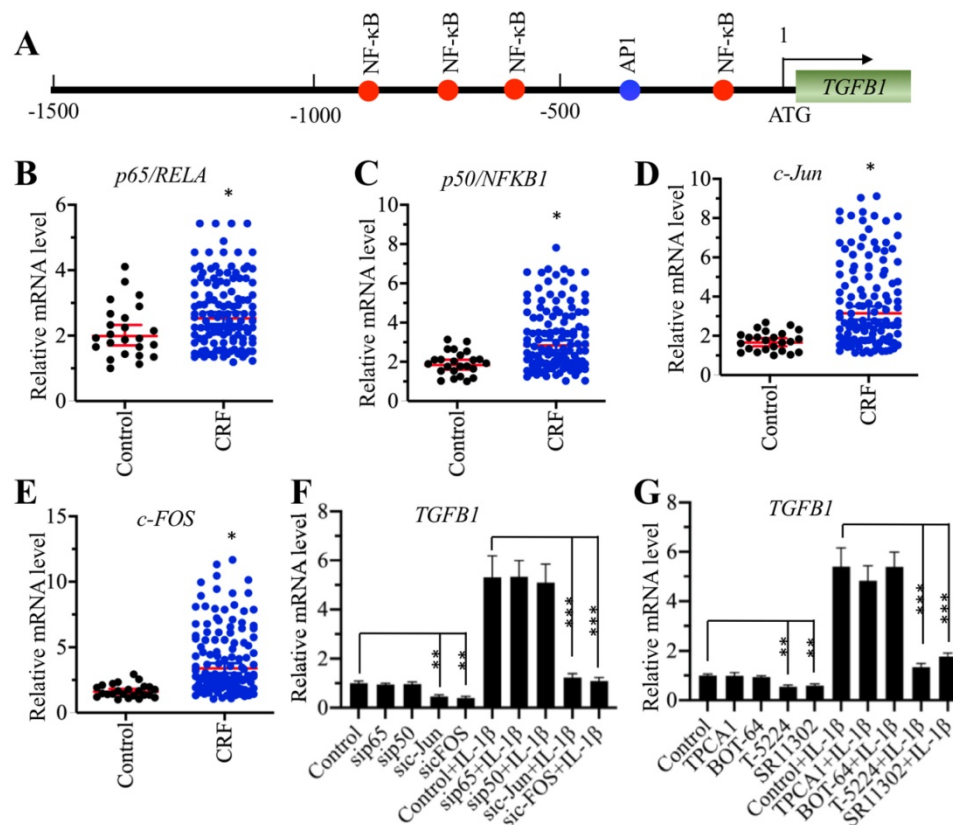 A
NF-κB
NF-κB
NF-κB
AP1
NF-κB
1
TGFB1
-1500
-1000
-500
ATG
B
p65/RELA
*
Relative mRNA level
6
4
2
0
Control
CRF
C
p50/NFKB1
*
Relative mRNA level
10
8
6
4
2
0
Control
CRF
D
c-Jun
*
Relative mRNA level
10
8
6
4
2
0
Control
CRF
E
c-FOS
*
Relative mRNA level
15
10
5
0
Control
CRF
F
TGFB1
Relative mRNA level
8
6
4
2
0
**
**
***
***
Control
sip65
sip50
sic-Jun
sicFOS
Control+IL-1β
sip65+IL-1β
sip50+IL-1β
sic-Jun+IL-1β
sic-FOS+IL-1β
G
TGFB1
Relative mRNA level
8
6
4
2
0
**
**
***
***
Control
TPCA1
BOT-64
T-5224
SR11302
Control+IL-1β
TPCA1+IL-1β
BOT-64+IL-1β
T-5224+IL-1β
SR11302+IL-1β